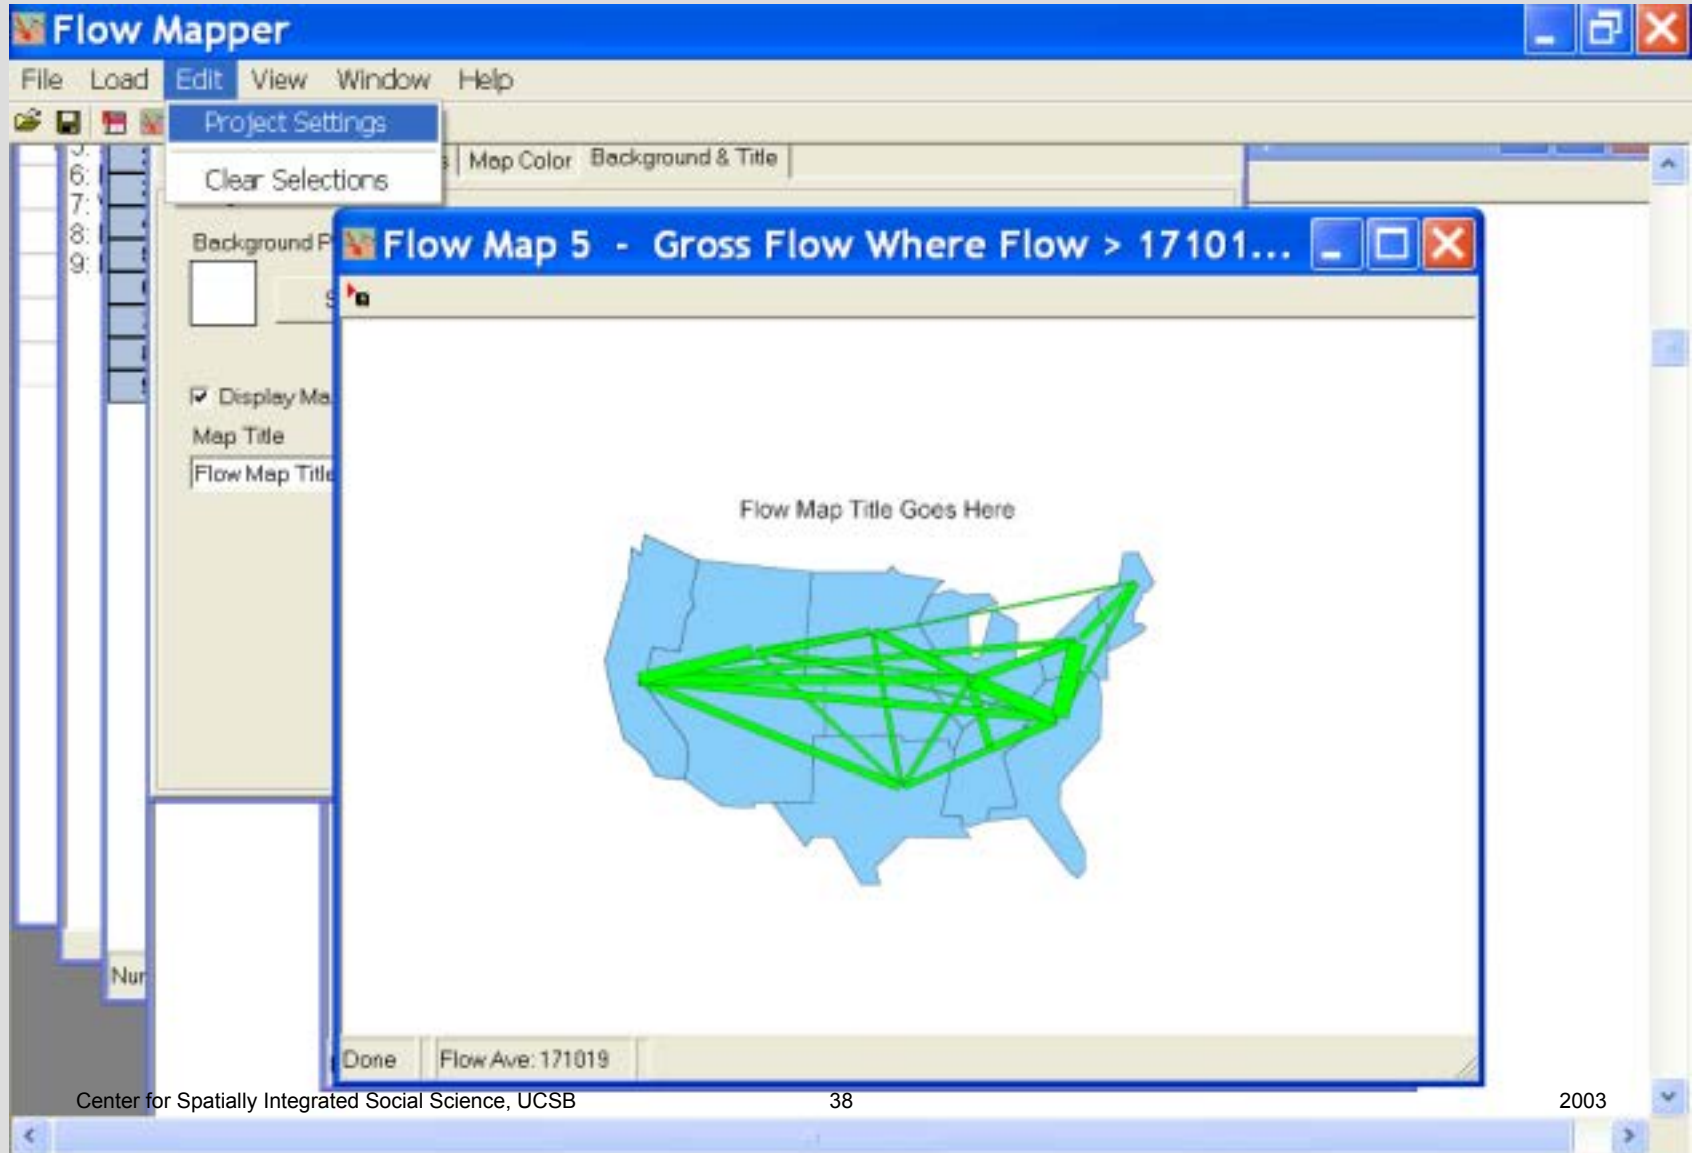 Flow Mapper
File Load Edit View Window Help
Project Settings
Clear Selections
Map Color
Background & Title
6:
7:
8:
9:
Background
Display
Map Title
Flow Map Title
Flow Map 5 - Gross Flow Where Flow > 17101...
Flow Map Title Goes Here
Done
Flow Ave: 171019
Center for Spatially Integrated Social Science, UCSB
38
2003